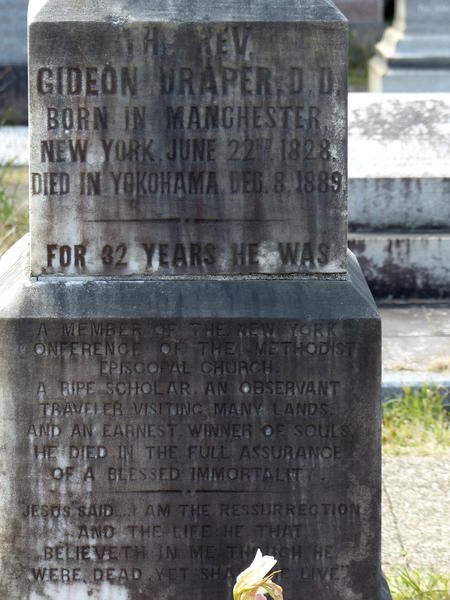 THE REV.
GIDEON DRAPER, D.D.
BORN IN MANCHESTER,
NEW YORK, JUNE 22ND, 1828.
DIED IN YOKOHAMA, DEC. 8, 1889.
FOR 32 YEARS HE WAS
A MEMBER OF THE NEW YORK
CONFERENCE OF THE METHODIST
EPISCOPAL CHURCH.
A RIPE SCHOLAR, AN OBSERVANT
TRAVELER VISITING MANY LANDS,
AND AN EARNEST WINNER OF SOULS,
HE DIED IN THE FULL ASSURANCE
OF A BLESSED IMMORTALITY.
"JESUS SAID... I AM THE RESSURRECTION
AND THE LIFE HE THAT
BELIEVETH IN ME THOUGH HE
WERE DEAD, YET SHALL LIVE"